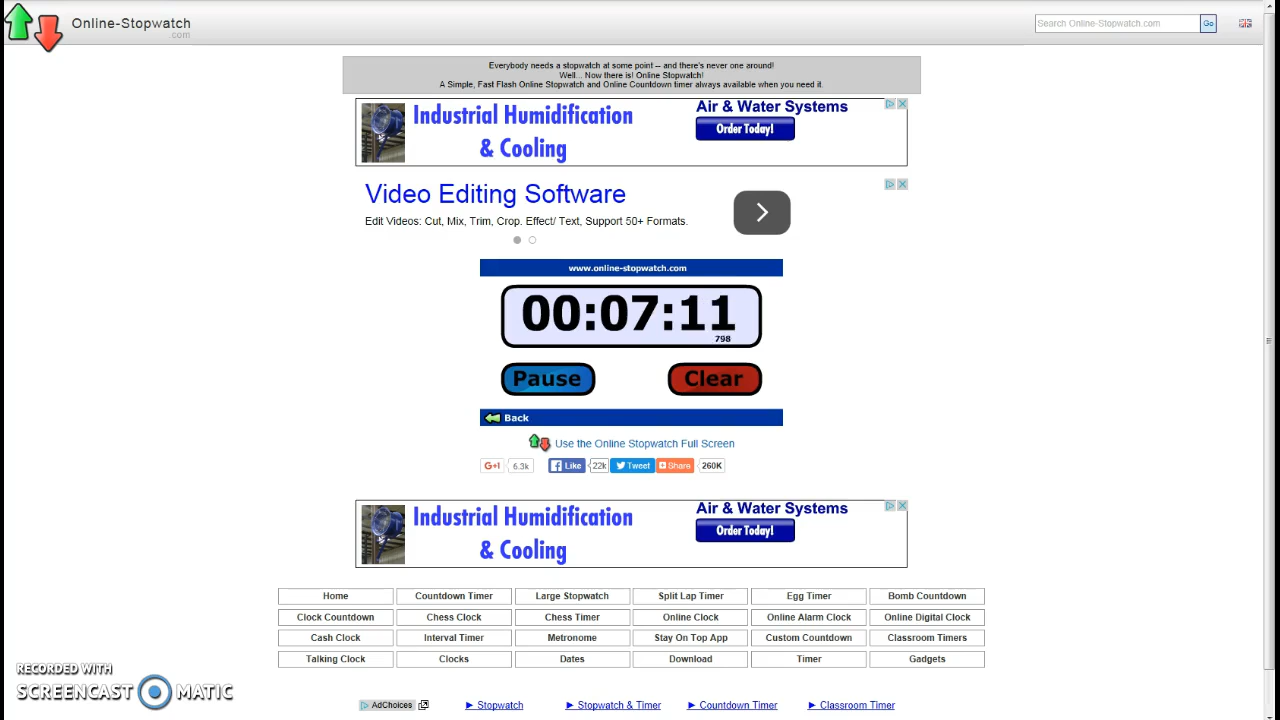 Online-Stopwatch
.com
Search Online-Stopwatch.com
Go
Everybody needs a stopwatch at some point -- and there's never one around!
Well... Now there is! Online Stopwatch!
A Simple, Fast Flash Online Stopwatch and Online Countdown timer always available when you need it.
Industrial Humidification
& Cooling
Air & Water Systems
Order Today!
Video Editing Software
Edit Videos: Cut, Mix, Trim, Crop. Effect/ Text, Support 50+ Formats.
www.online-stopwatch.com
00:07:11
798
Pause Clear
Back
Use the Online Stopwatch Full Screen
G+1 6.3k Like 22k Tweet Share 260K
Industrial Humidification
& Cooling
Air & Water Systems
Order Today!
Home Countdown Timer Large Stopwatch Split Lap Timer Egg Timer Bomb Countdown
Clock Countdown Chess Clock Chess Timer Online Clock Online Alarm Clock Online Digital Clock
Cash Clock Interval Timer Metronome Stay On Top App Custom Countdown Classroom Timers
Talking Clock Clocks Dates Download Timer Gadgets
RECORDED WITH
SCREENCAST MATIC
AdChoices Stopwatch Stopwatch & Timer Countdown Timer Classroom Timer